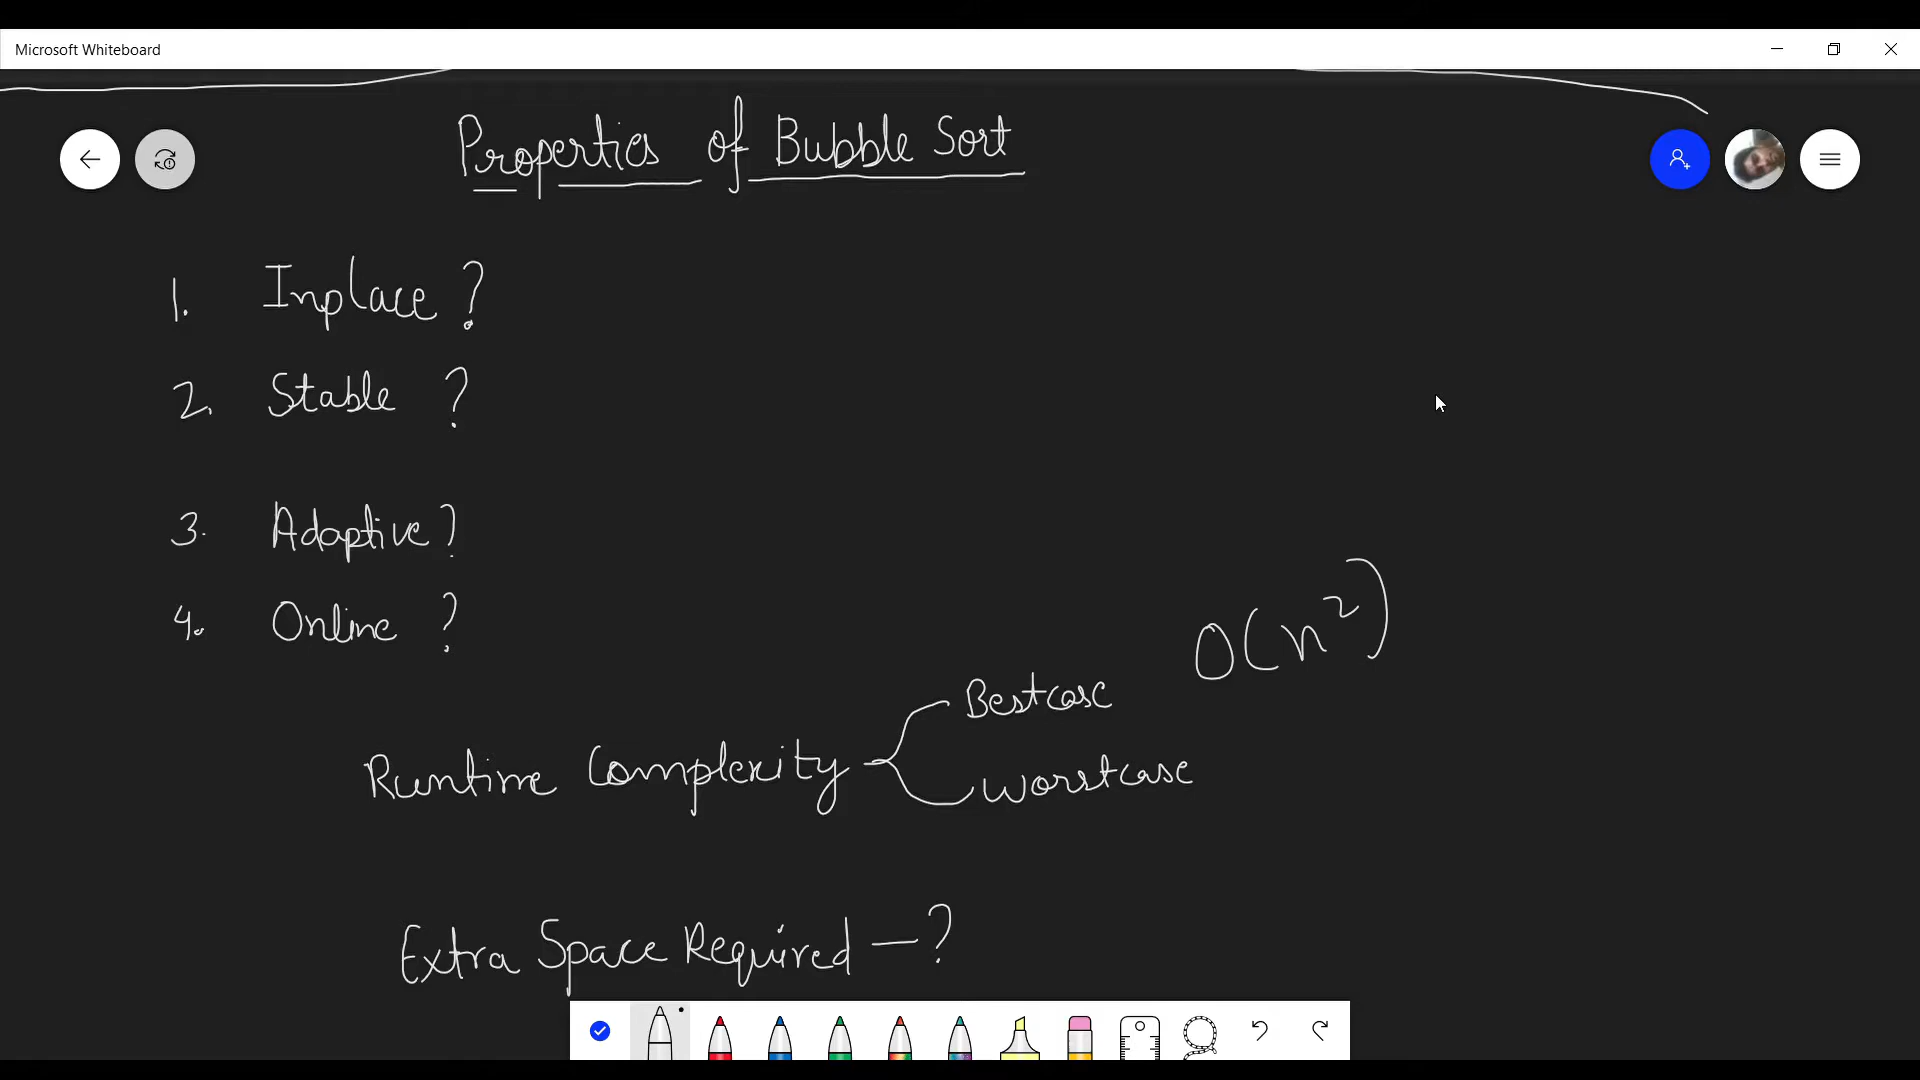 Microsoft Whiteboard
Properties of Bubble Sort
1. Inplace ?
2. Stable ?
3. Adaptive ?
4. Online ?
O(n²)
Bestcase
Runtime Complexity
Worstcase
Extra Space Required — ?